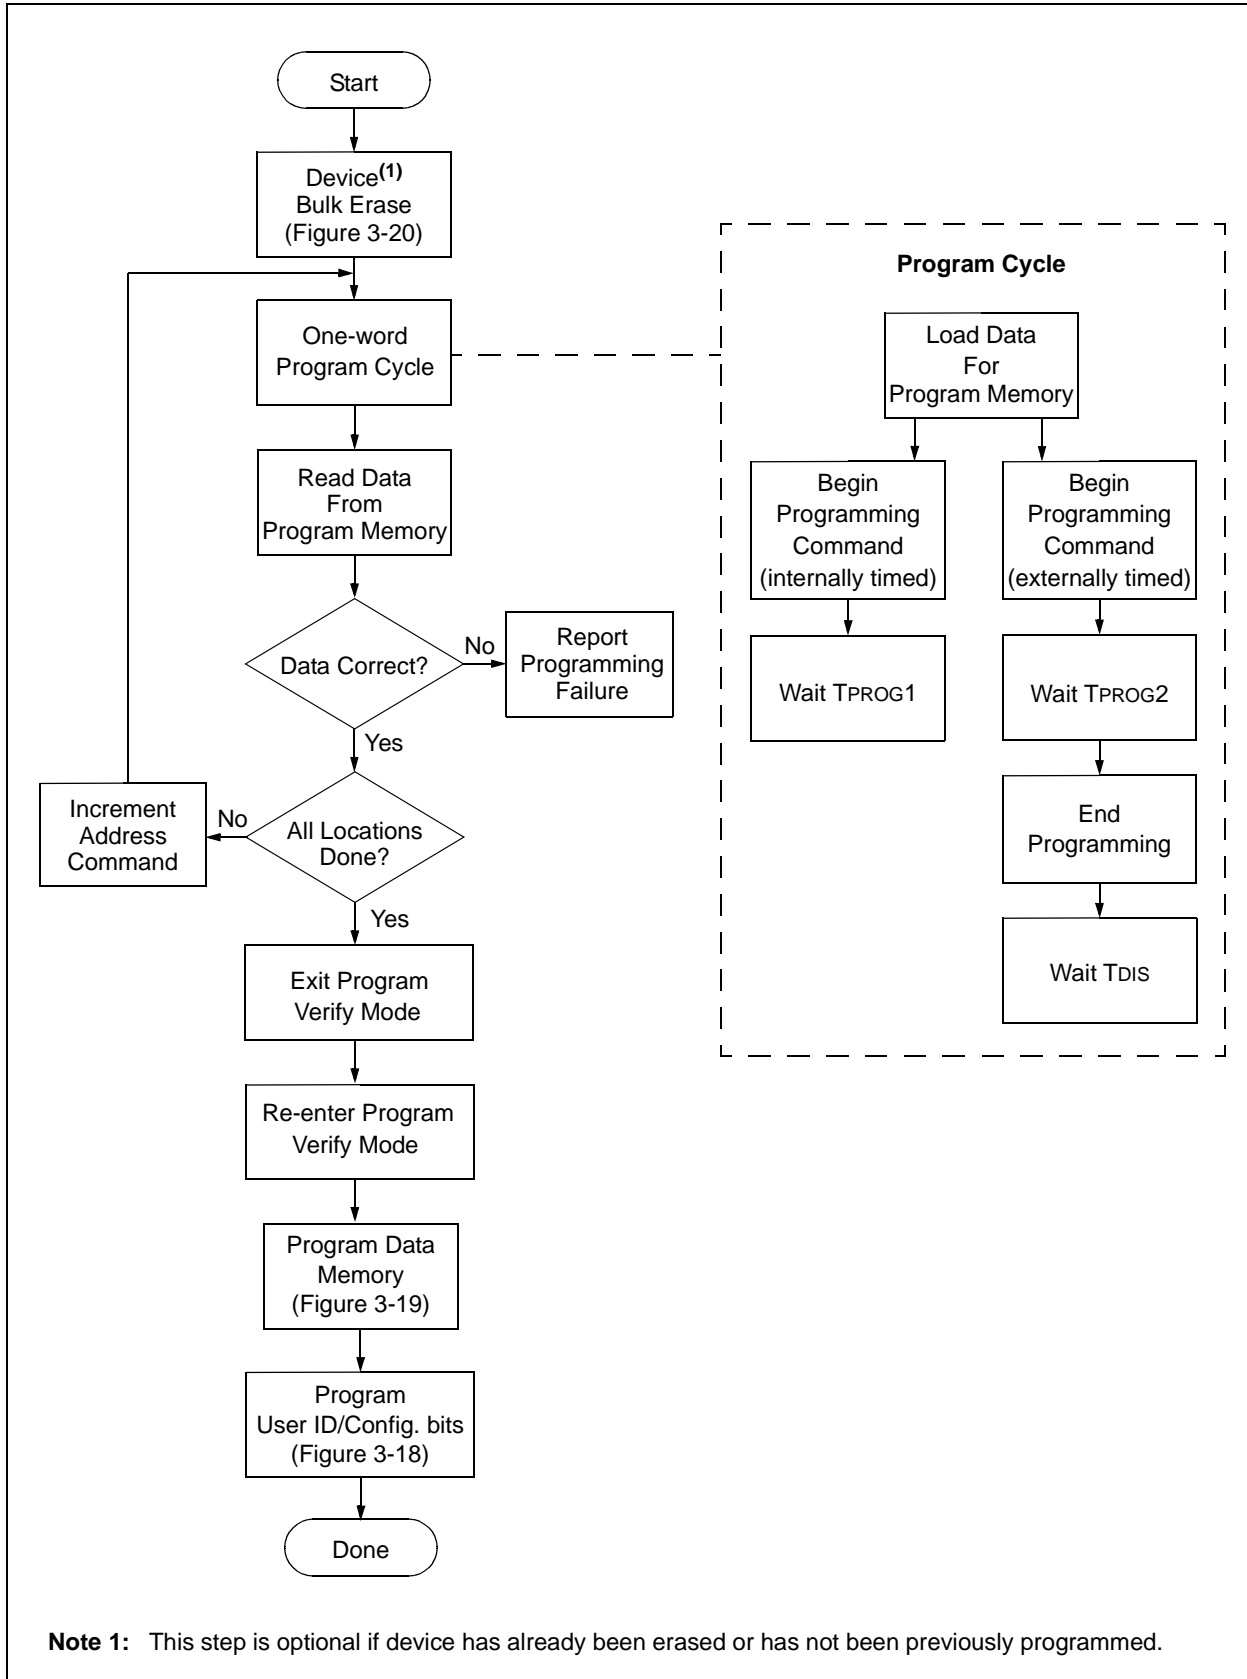 Start
Device(1)
Bulk Erase
(Figure 3-20)
One-word
Program Cycle
Read Data
From
Program Memory
Data Correct?
No
Report
Programming
Failure
Yes
All Locations
Done?
No
Increment
Address
Command
Yes
Exit Program
Verify Mode
Re-enter Program
Verify Mode
Program Data
Memory
(Figure 3-19)
Program
User ID/Config. bits
(Figure 3-18)
Done
Program Cycle
Load Data
For
Program Memory
Begin
Programming
Command
(internally timed)
Wait TPROG1
Begin
Programming
Command
(externally timed)
Wait TPROG2
End
Programming
Wait TDIS
Note 1: This step is optional if device has already been erased or has not been previously programmed.